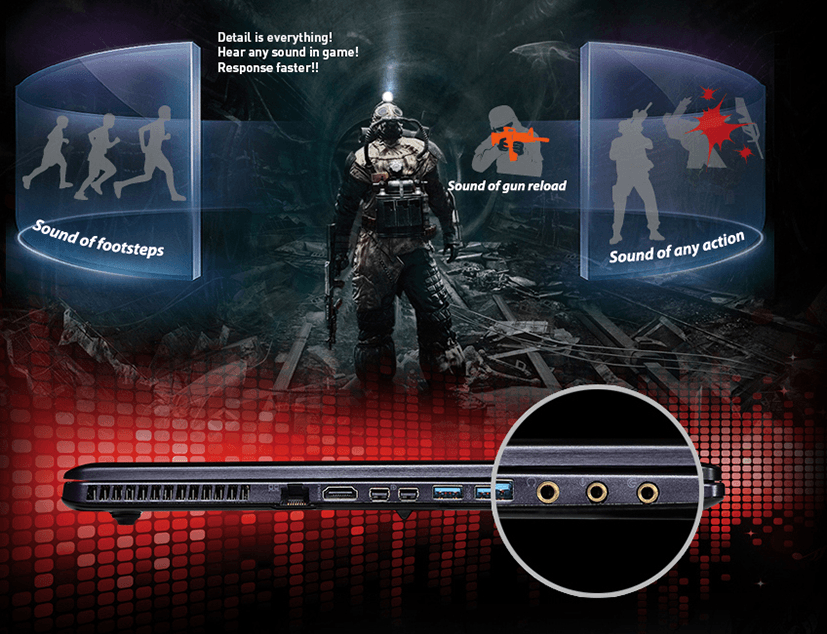 Detail is everything!
Hear any sound in game!
Response faster!!
Sound of footsteps
Sound of gun reload
Sound of any action